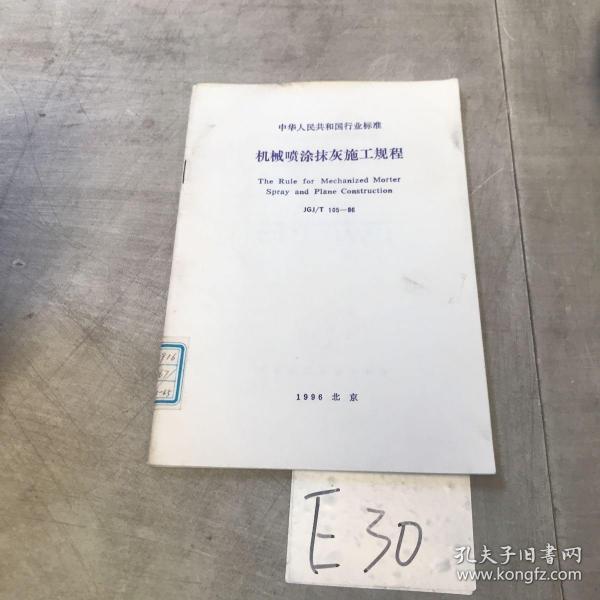 中华人民共和国行业标准
机械喷涂抹灰施工规程
The Rule for Mechanized Morter
Spray and Plane Construction
JGJ/T 105—96
916
67/
1996 北京
E30
孔夫子旧书网
www.kongfz.com